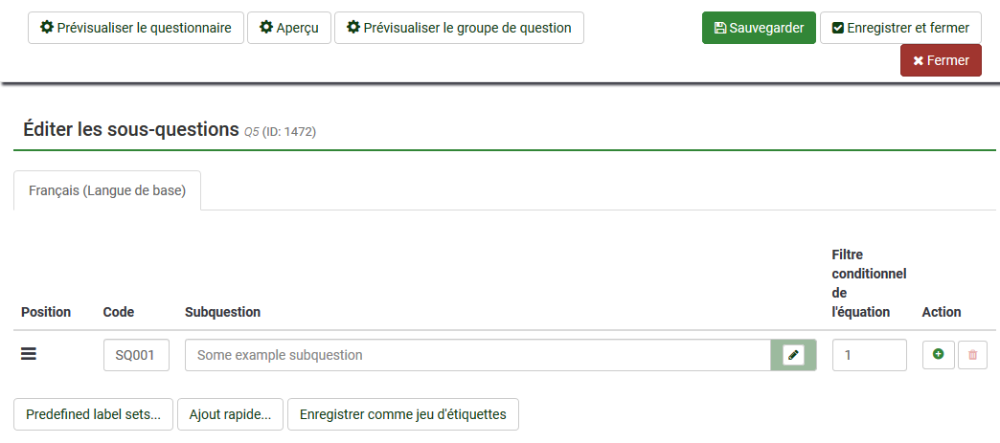 Prévisualiser le questionnaire Aperçu Prévisualiser le groupe de question Sauvegarder Enregistrer et fermer
Fermer
Éditer les sous-questions Q5 (ID: 1472)
Français (Langue de base)
Filtre
conditionnel
de
Position Code Subquestion l'équation Action
SQ001 Some example subquestion 1
Predefined label sets... Ajout rapide... Enregistrer comme jeu d'étiquettes